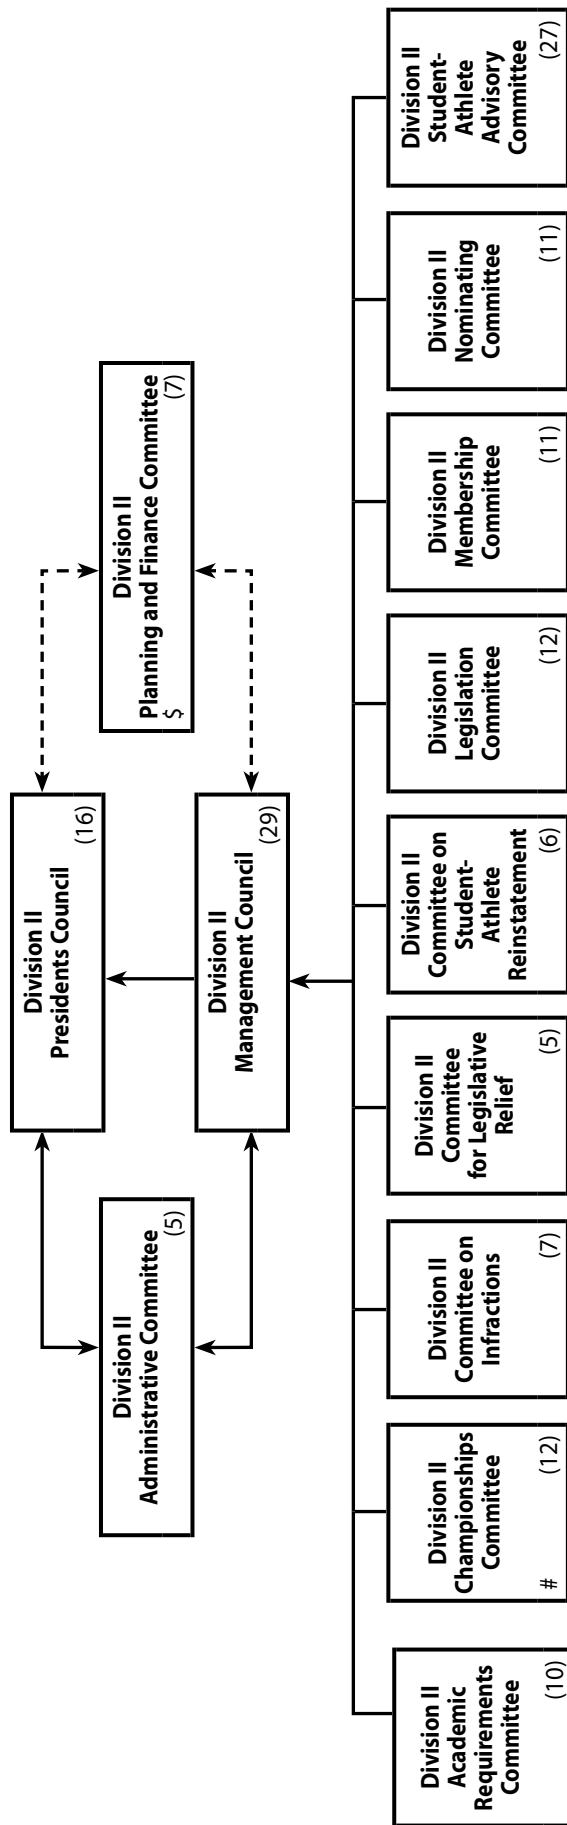 Division II
Presidents Council
(16)
Division II
Administrative Committee
(5)
Division II
Planning and Finance Committee
$
(7)
Division II
Management Council
(29)
Division II
Academic
Requirements
Committee
(10)
Division II
Championships
Committee
#
(12)
Division II
Committee on
Infractions
(7)
Division II
Committee
for Legislative
Relief
(5)
Division II
Committee on
Student-
Athlete
Reinstatement
(6)
Division II
Legislation
Committee
(12)
Division II
Membership
Committee
(11)
Division II
Nominating
Committee
(11)
Division II
Student-
Athlete
Advisory
Committee
(27)